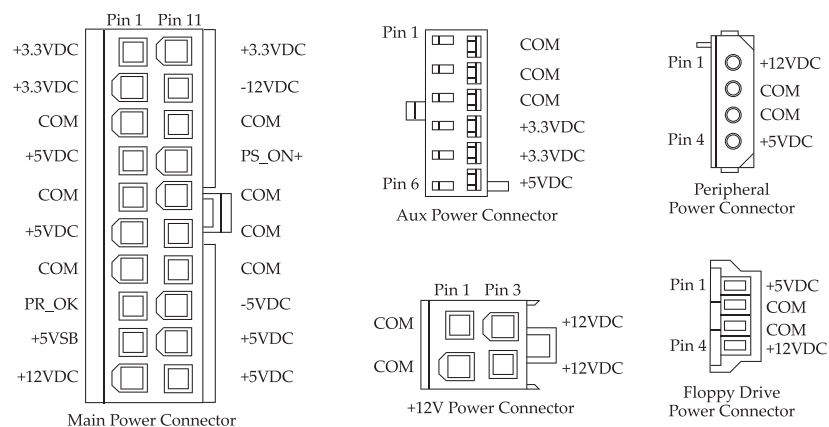 Pin 1 Pin 11
+3.3VDC +3.3VDC
+3.3VDC -12VDC
COM COM
+5VDC PS_ON+
COM COM
+5VDC COM
COM COM
PR_OK -5VDC
+5VSB +5VDC
+12VDC +5VDC
Main Power Connector
Pin 1 COM
COM
COM
+3.3VDC
+3.3VDC
Pin 6 +5VDC
Aux Power Connector
Pin 1 +12VDC
COM
COM
Pin 4 +5VDC
Peripheral
Power Connector
Pin 1 Pin 3
COM +12VDC
COM +12VDC
+12V Power Connector
Pin 1 +5VDC
COM
COM
Pin 4 +12VDC
Floppy Drive
Power Connector